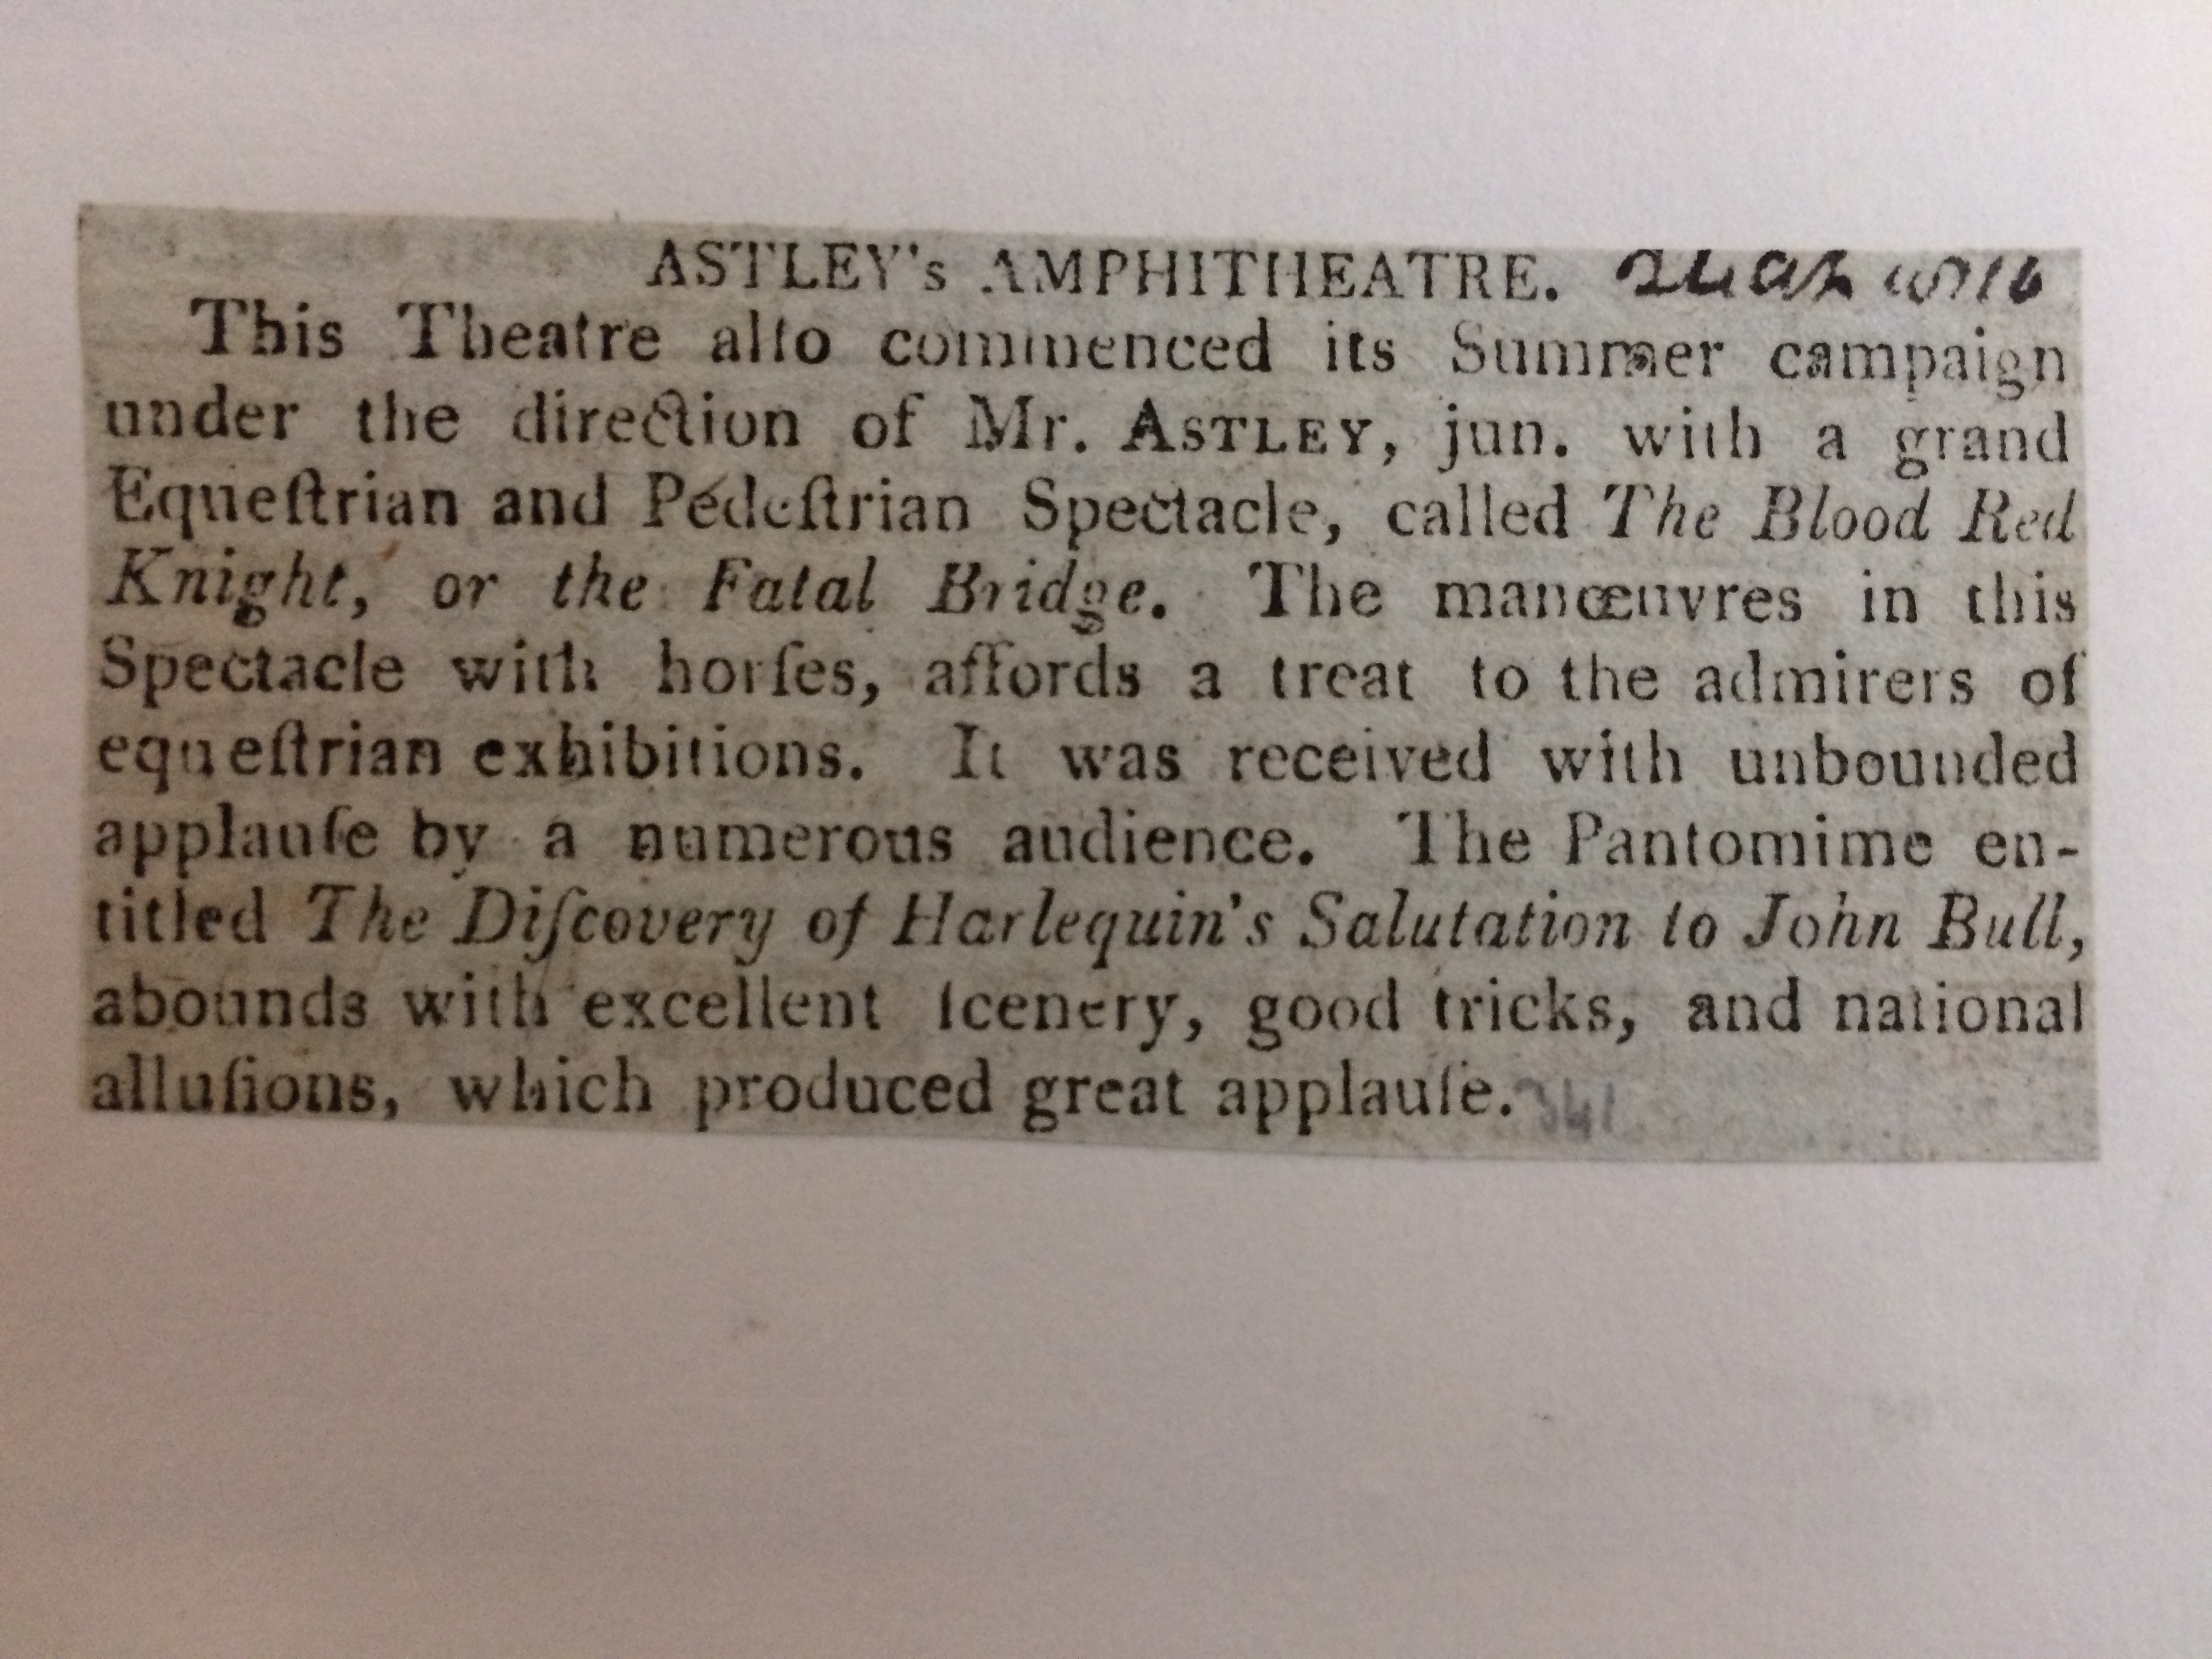 ASTLEY's AMPHITHEATRE.
This Theatre alſo commenced its Summer campaign
under the direction of Mr. ASTLEY, jun. with a grand
Equeſtrian and Pedeſtrian Spectacle, called The Blood Red
Knight, or the Fatal Bridge. The manœuvres in this
Spectacle with horſes, affords a treat to the admirers of
equeſtrian exhibitions. It was received with unbounded
applauſe by a numerous audience. The Pantomime en-
titled The Diſcovery of Harlequin's Salutation to John Bull,
abounds with excellent ſcenery, good tricks, and national
alluſions, which produced great applauſe.